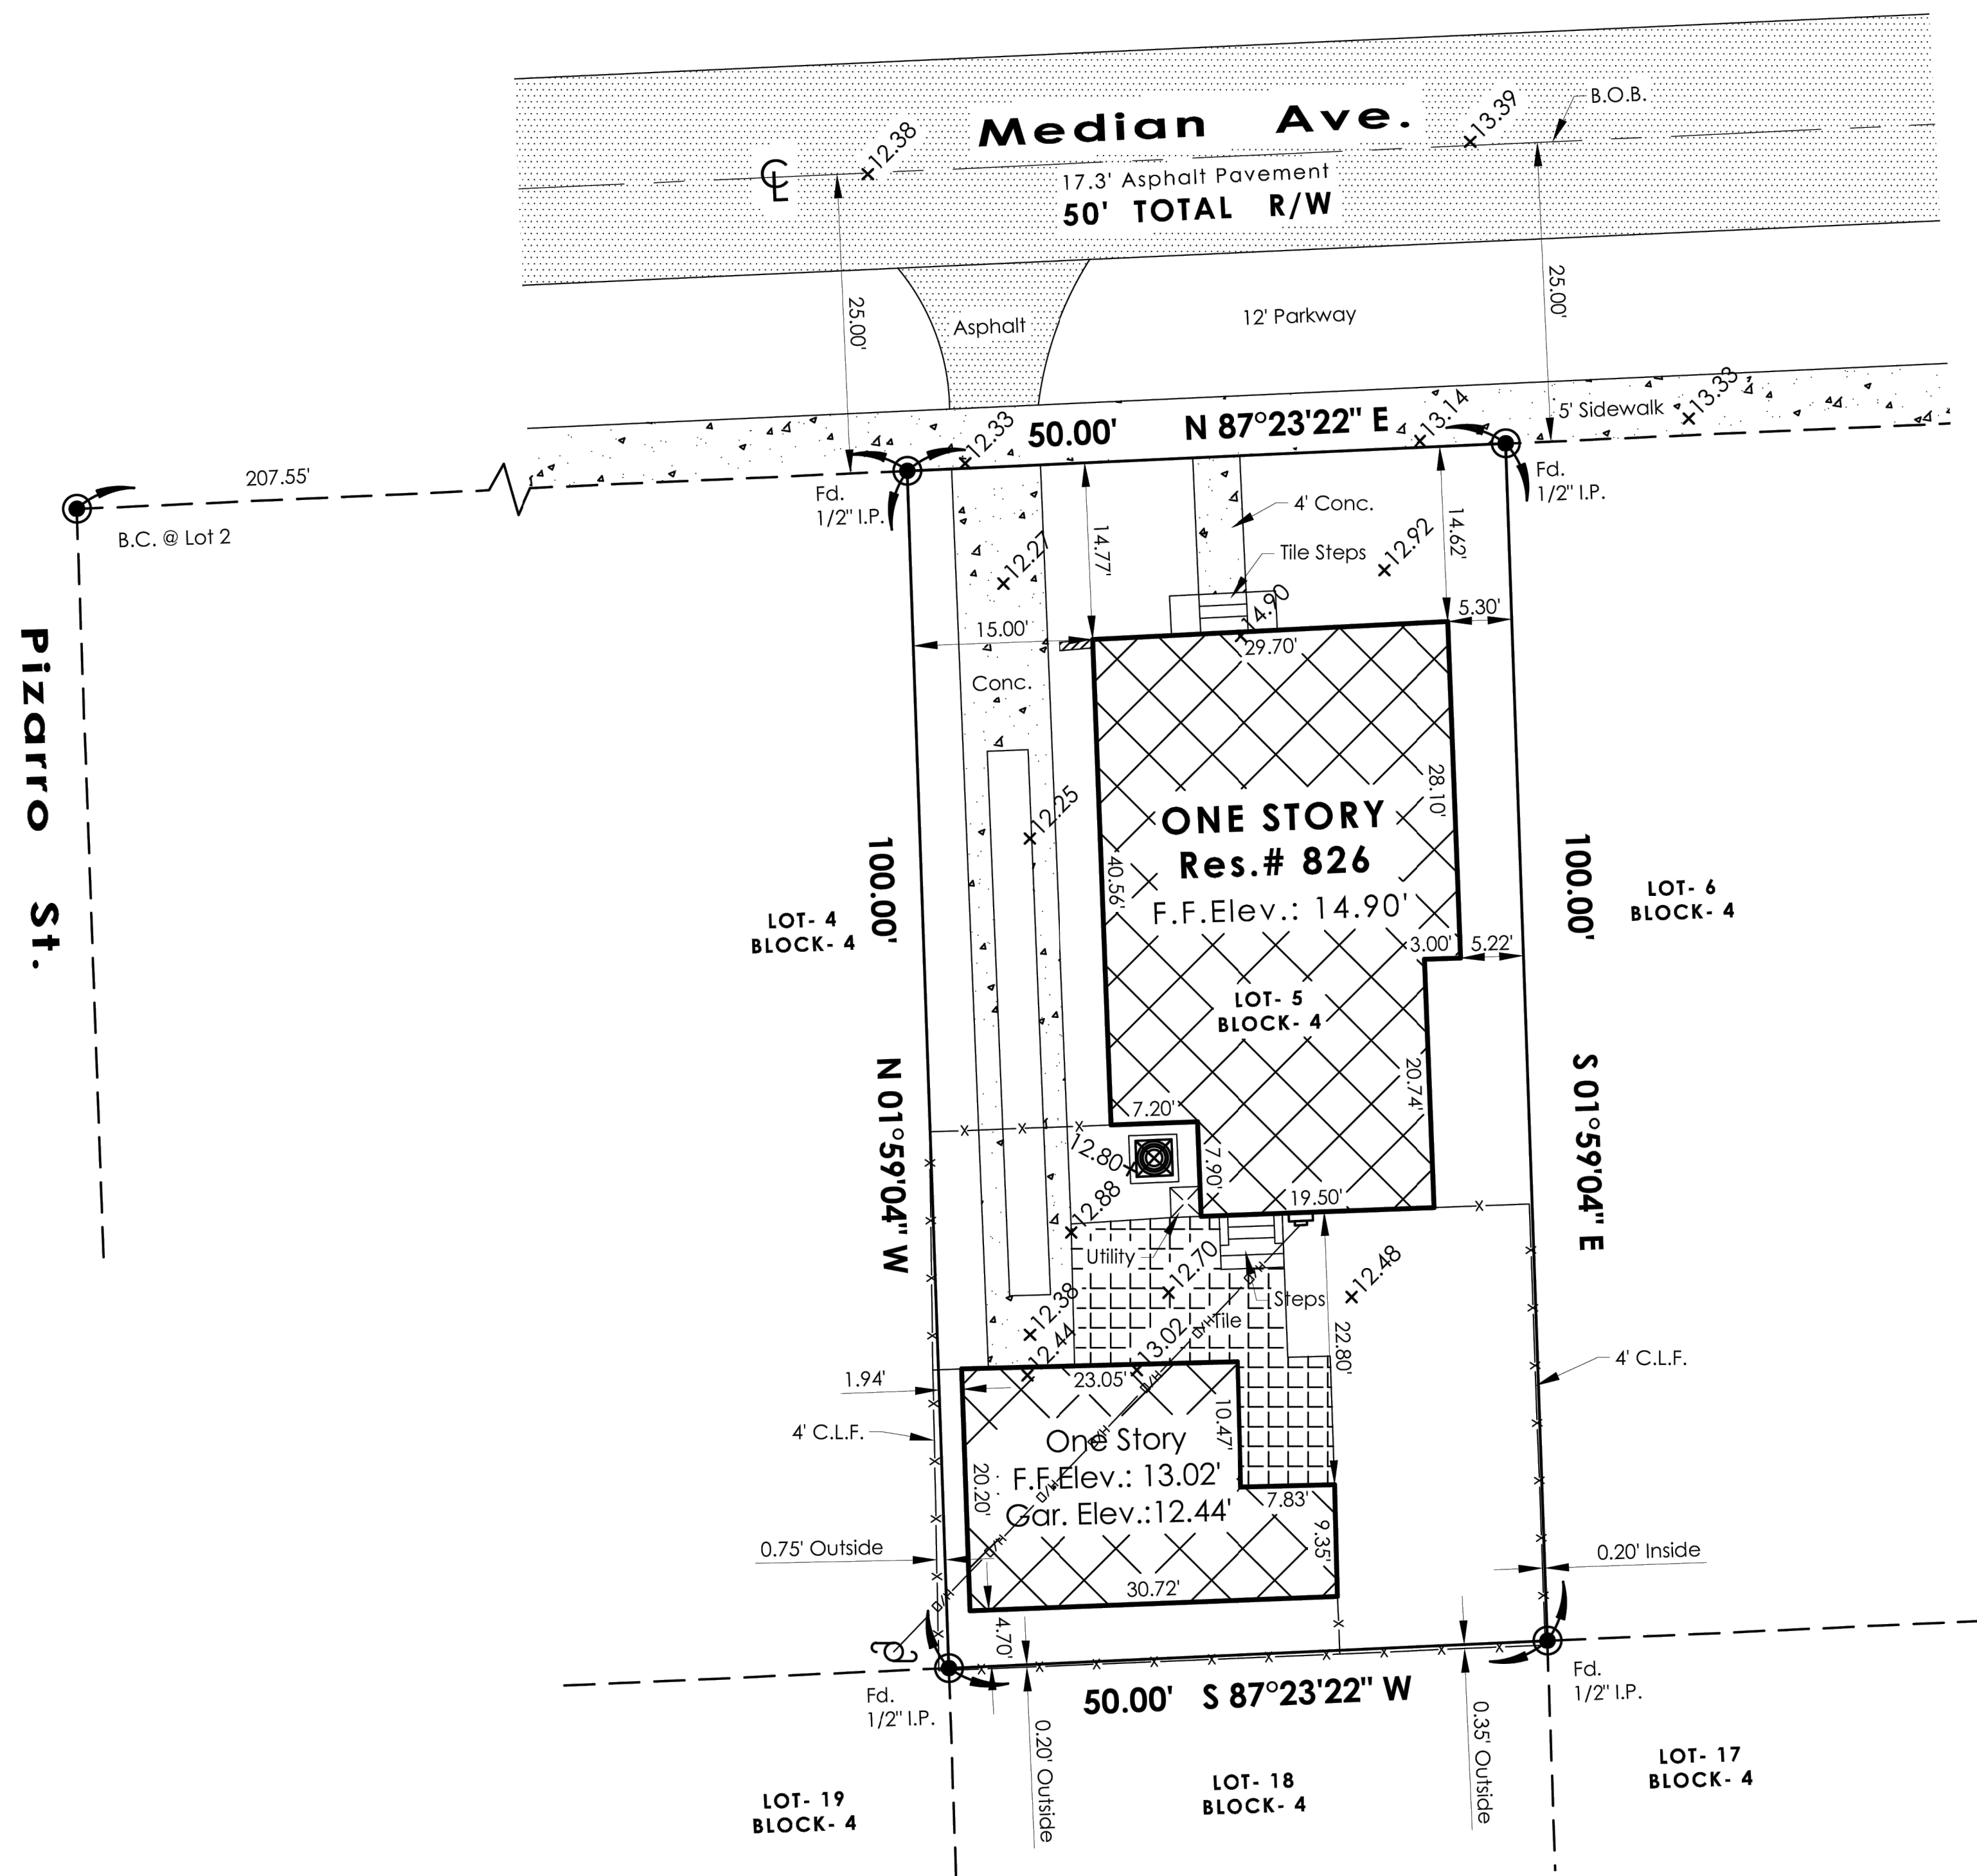 B.O.B.
Median Ave.
13.39
12.38
℄
17.3' Asphalt Pavement
50' TOTAL R/W
25.00'
25.00'
Asphalt
12' Parkway
5' Sidewalk
13.33
13.14
12.33
50.00' N 87°23'22" E
207.55'
B.C. @ Lot 2
Fd.
1/2" I.P.
Fd.
1/2" I.P.
4' Conc.
Tile Steps
14.77'
14.62'
12.27
12.92
14.90
5.30'
15.00'
29.70'
Conc.
Pizarro St.
28.10'
12.25
ONE STORY
Res.# 826
F.F.Elev.: 14.90'
40.56'
3.00'
5.22'
100.00'
100.00'
LOT- 4
BLOCK- 4
LOT- 6
BLOCK- 4
LOT- 5
BLOCK- 4
N 01°59'04" W
S 01°59'04" E
20.74'
7.20'
12.80
7.90'
12.88
19.50'
Utility
12.70
12.48
Steps
Tile
O/H
O/H
O/H
O/H
O/H
O/H
O/H
12.38
12.44
13.02
22.80'
4' C.L.F.
1.94'
23.05'
4' C.L.F.
10.47'
One Story
F.F.Elev.: 13.02'
Gar. Elev.:12.44'
20.20'
7.83'
9.35'
0.75' Outside
0.20' Inside
30.72'
4.70'
Fd.
1/2" I.P.
50.00' S 87°23'22" W
Fd.
1/2" I.P.
0.20' Outside
0.35' Outside
LOT- 19
BLOCK- 4
LOT- 18
BLOCK- 4
LOT- 17
BLOCK- 4